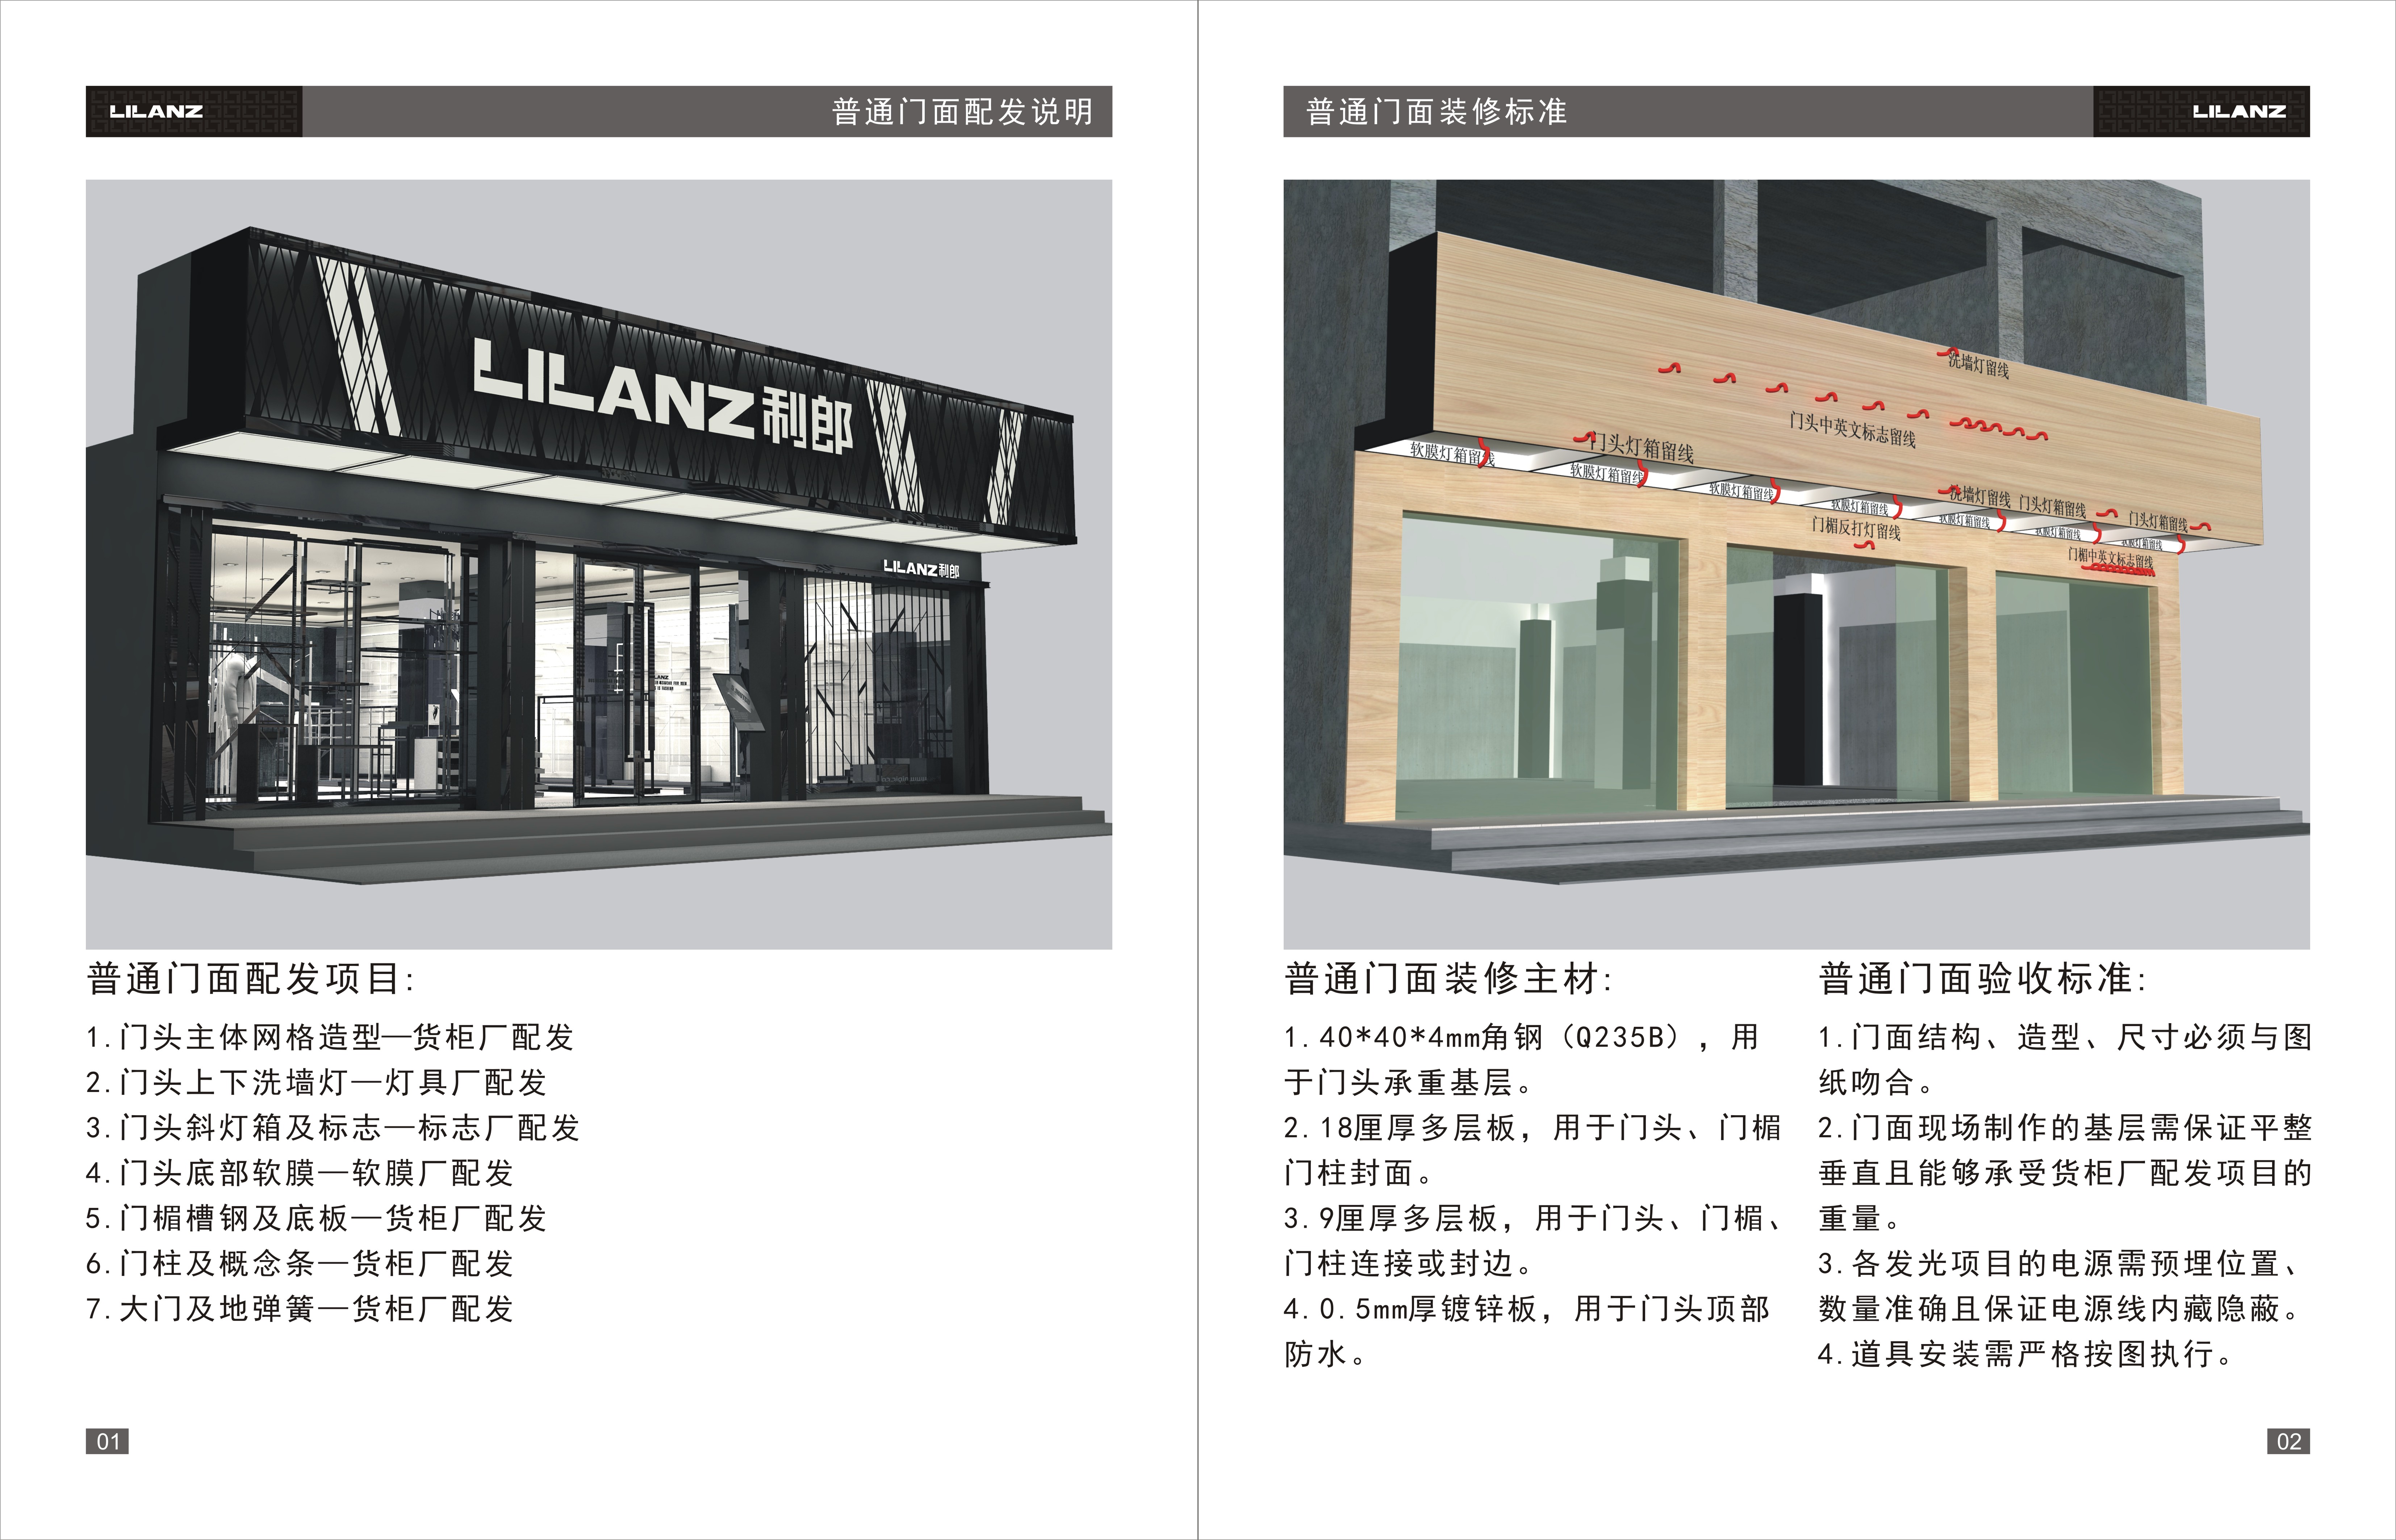 LILANZ
普通门面配发说明
LILANZ利郎
LILANZ利郎
普通门面配发项目:
1.门头主体网格造型—货柜厂配发
2.门头上下洗墙灯—灯具厂配发
3.门头斜灯箱及标志—标志厂配发
4.门头底部软膜—软膜厂配发
5.门楣槽钢及底板—货柜厂配发
6.门柱及概念条—货柜厂配发
7.大门及地弹簧—货柜厂配发
01
普通门面装修标准
LILANZ
洗墙灯留线
门头中英文标志留线
门头灯箱留线
软膜灯箱留线
软膜灯箱留线
软膜灯箱留线
软膜灯箱留线
软膜灯箱留线
软膜灯箱留线
软膜灯箱留线
洗墙灯留线
门头灯箱留线
门头灯箱留线
门楣反打灯留线
门楣中英文标志留线
普通门面装修主材:
1.40*40*4mm角钢（Q235B），用
于门头承重基层。
2.18厘厚多层板，用于门头、门楣
门柱封面。
3.9厘厚多层板，用于门头、门楣、
门柱连接或封边。
4.0.5mm厚镀锌板，用于门头顶部
防水。
普通门面验收标准:
1.门面结构、造型、尺寸必须与图
纸吻合。
2.门面现场制作的基层需保证平整
垂直且能够承受货柜厂配发项目的
重量。
3.各发光项目的电源需预埋位置、
数量准确且保证电源线内藏隐蔽。
4.道具安装需严格按图执行。
02